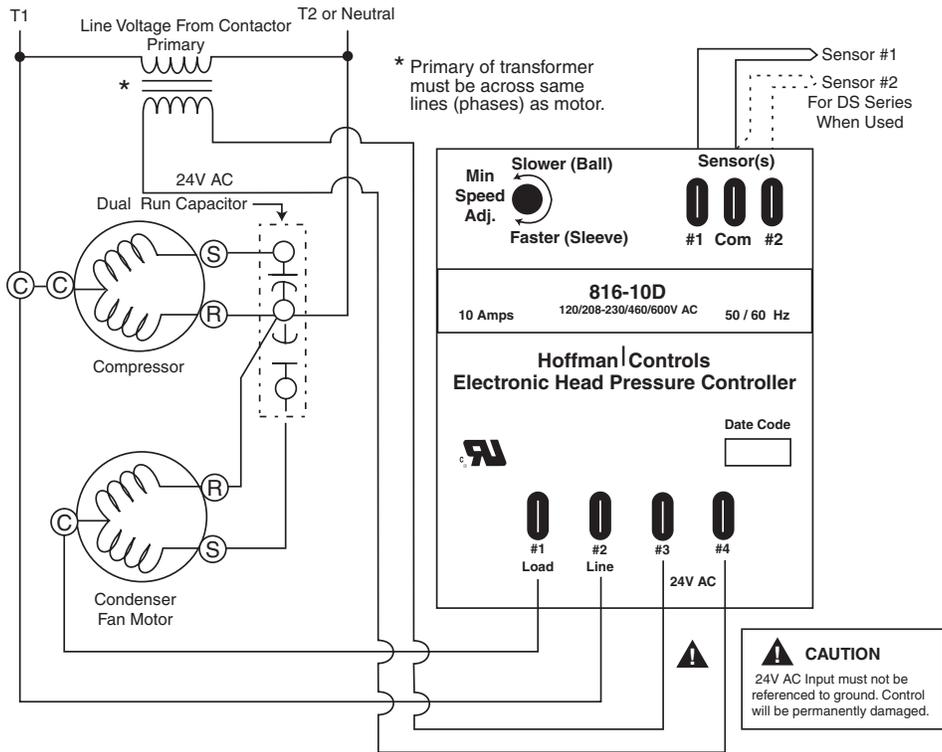 T1
Line Voltage From Contactor
Primary
T2 or Neutral
*
* Primary of transformer
must be across same
lines (phases) as motor.
Sensor #1
Sensor #2
For DS Series
When Used
24V AC
Dual Run Capacitor
C
C
S
R
Compressor
C
R
S
Condenser
Fan Motor
Min
Speed
Adj.
Slower (Ball)
Faster (Sleeve)
Sensor(s)
#1 Com #2
816-10D
10 Amps
120/208-230/460/600V AC
50 / 60 Hz
Hoffman Controls
Electronic Head Pressure Controller
Date Code
#1
Load
#2
Line
#3
#4
24V AC
CAUTION
24V AC Input must not be
referenced to ground. Control
will be permanently damaged.